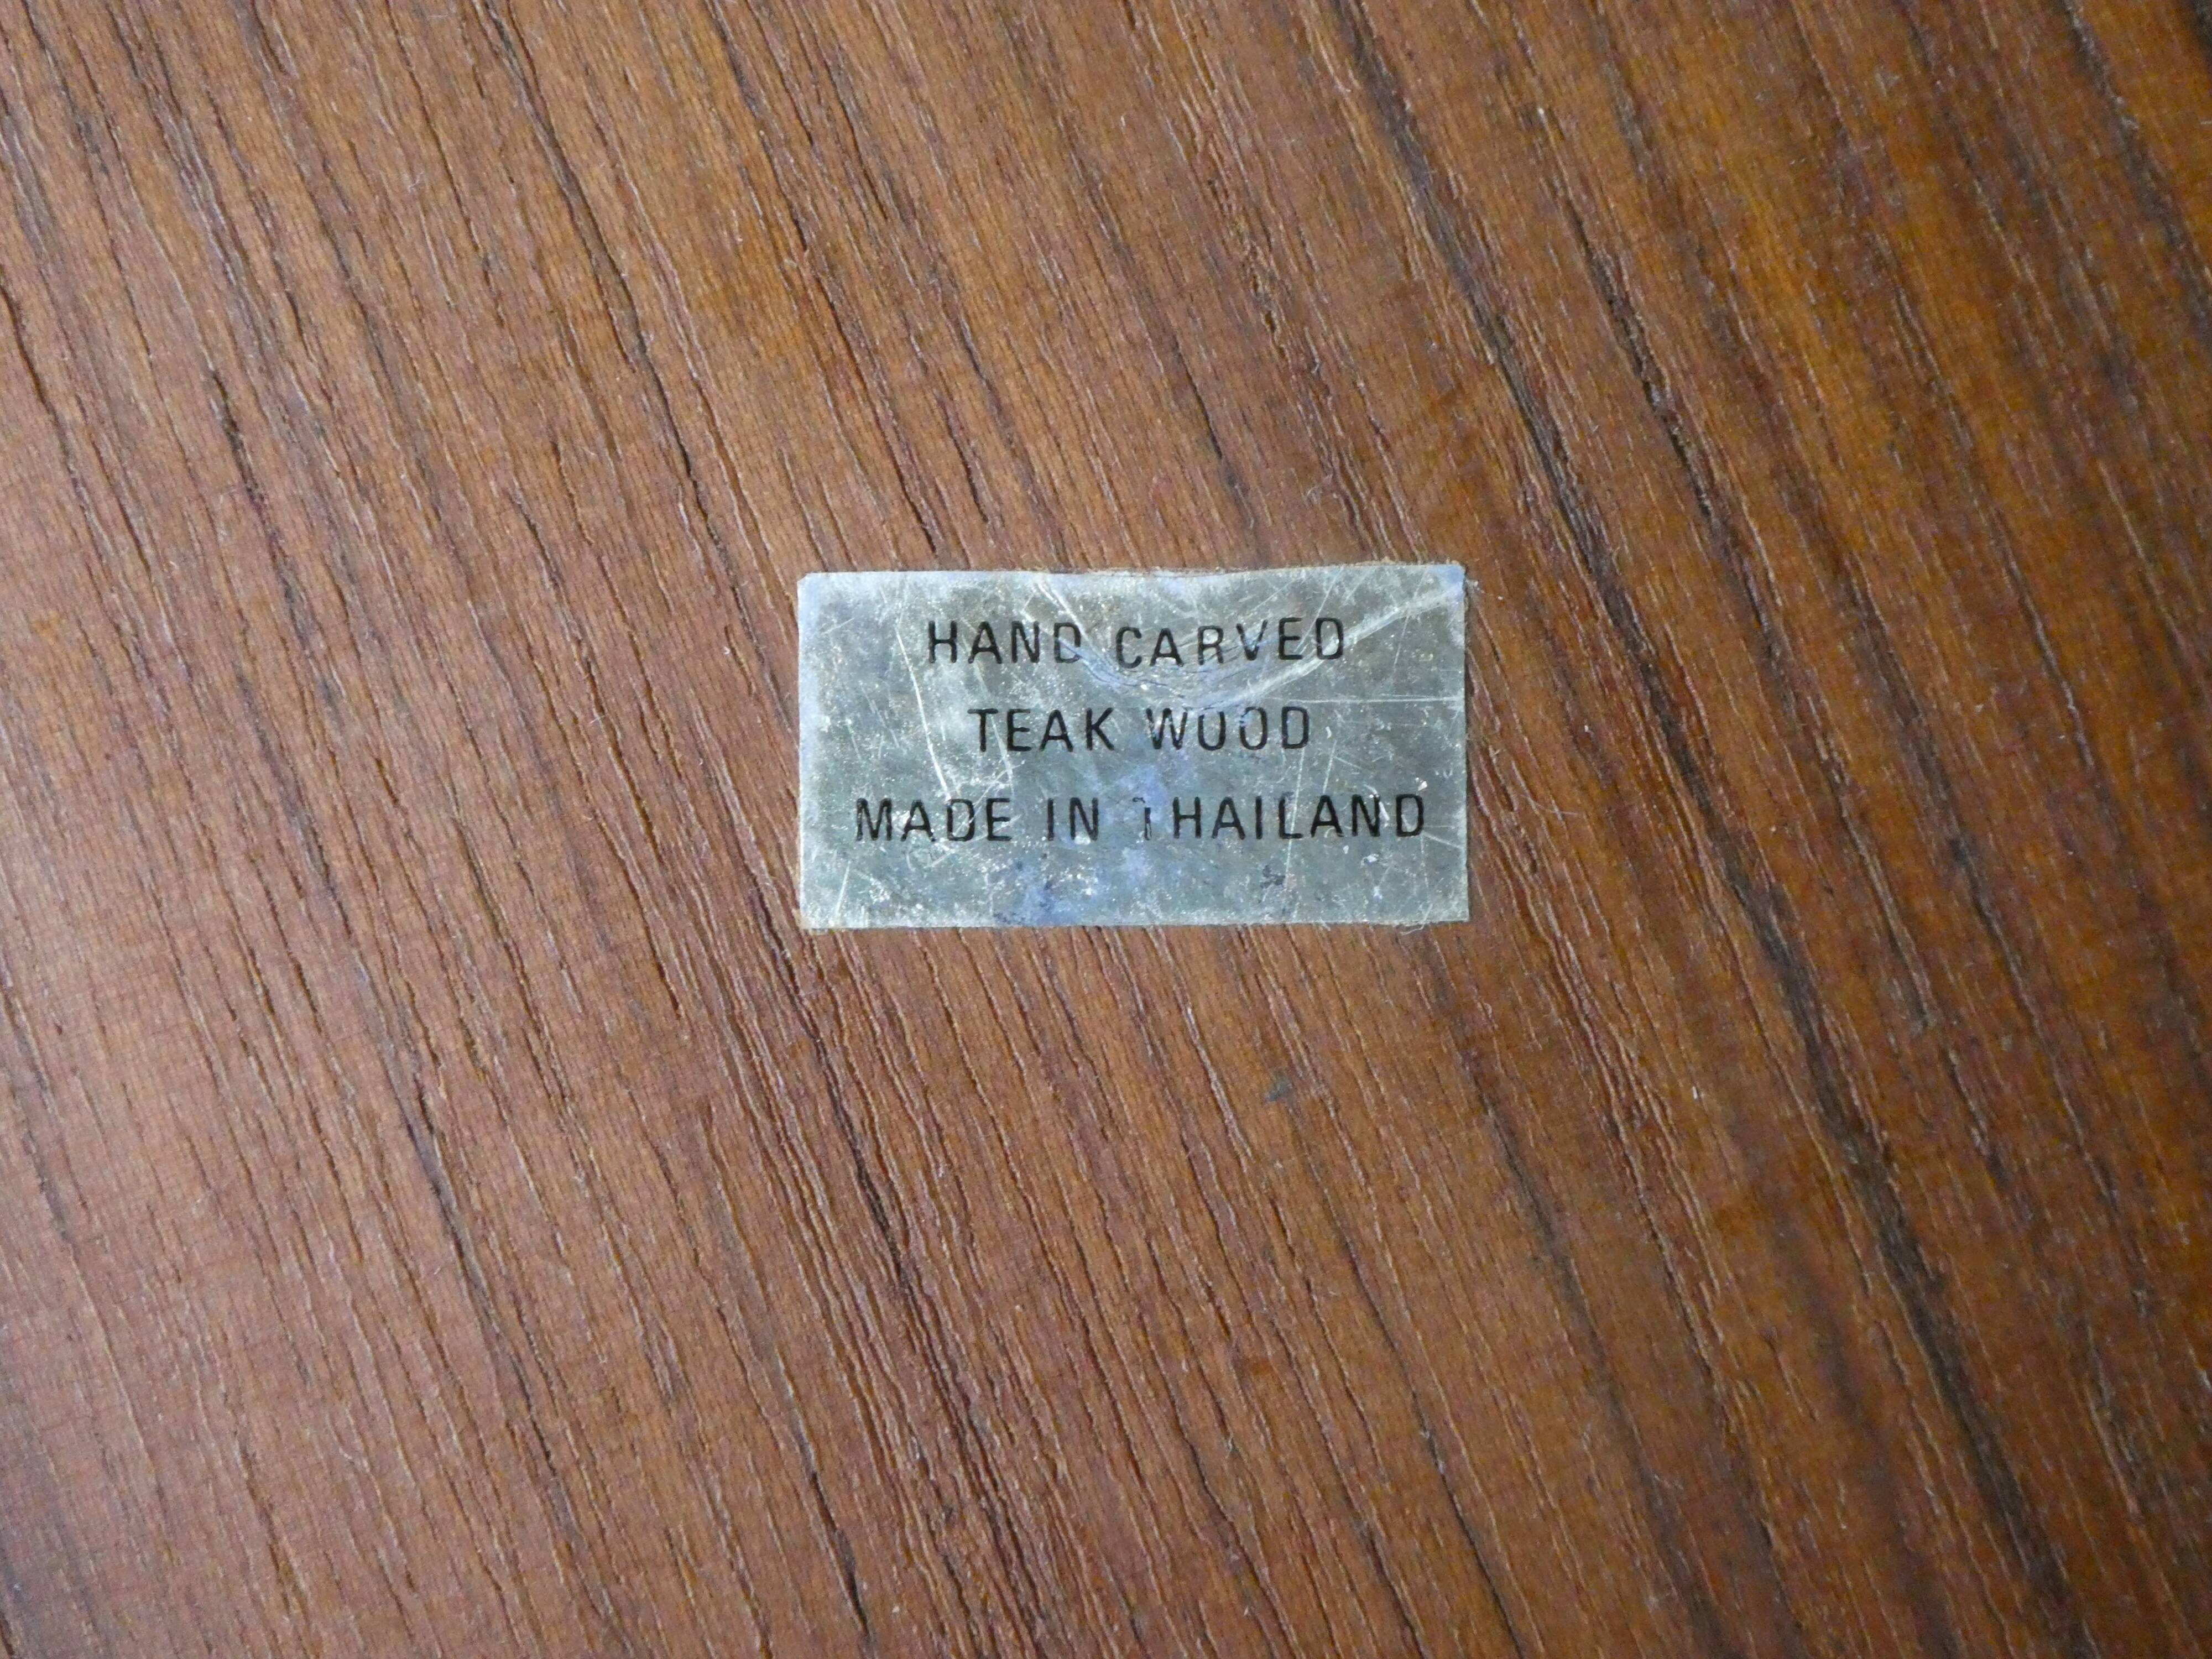 HAND CARVED
TEAK WOOD
MADE IN THAILAND